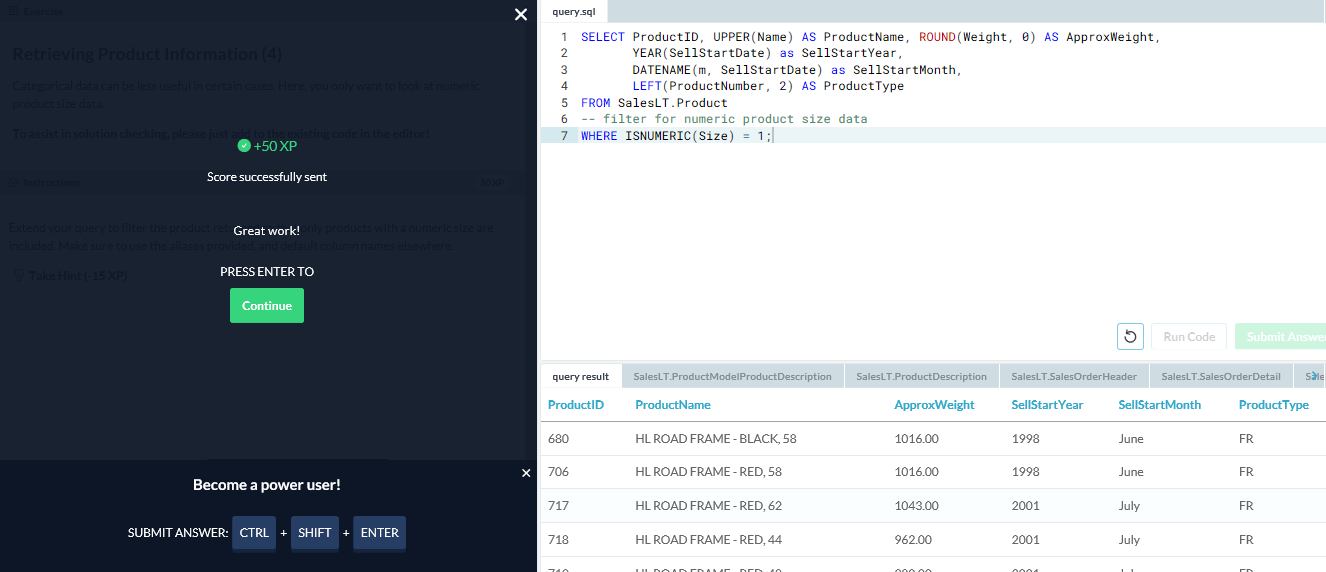 Exercise
Retrieving Product Information (4)
Categorical data can be less useful in certain cases. Here, you only want to look at numeric
product size data.
To assist in solution checking, please just add to the existing code in the editor!
+50 XP
Score successfully sent
Instructions
50 XP
Great work!
Extend your query to filter the product re
only products with a numeric size are
included. Make sure to use the aliases provided, and default column names elsewhere.
PRESS ENTER TO
Take Hint (-15 XP)
Continue
Become a power user!
SUBMIT ANSWER: CTRL + SHIFT + ENTER
query.sql
1 SELECT ProductID, UPPER(Name) AS ProductName, ROUND(Weight, 0) AS ApproxWeight,
2 YEAR(SellStartDate) as SellStartYear,
3 DATENAME(m, SellStartDate) as SellStartMonth,
4 LEFT(ProductNumber, 2) AS ProductType
5 FROM SalesLT.Product
6 -- filter for numeric product size data
7 WHERE ISNUMERIC(Size) = 1;
Run Code
Submit Answer
query result SalesLT.ProductModelProductDescription SalesLT.ProductDescription SalesLT.SalesOrderHeader SalesLT.SalesOrderDetail
ProductID ProductName ApproxWeight SellStartYear SellStartMonth ProductType
680 HL ROAD FRAME - BLACK, 58 1016.00 1998 June FR
706 HL ROAD FRAME - RED, 58 1016.00 1998 June FR
717 HL ROAD FRAME - RED, 62 1043.00 2001 July FR
718 HL ROAD FRAME - RED, 44 962.00 2001 July FR